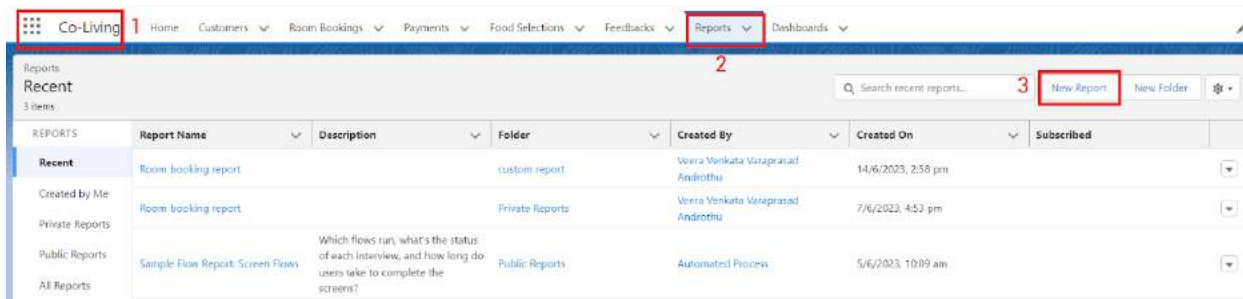 Co-Living 1 Home Customers Room Bookings Payments Food Selections Feedbacks Reports Dashboards
2
Reports
Recent
3 items
Search recent reports...
3
New Report
New Folder
REPORTS
Report Name Description Folder Created By Created On Subscribed
Recent
Room booking report custom report Veera Venkata Varaprasad Androthu 14/6/2023, 2:58 pm
Created by Me
Room booking report Private Reports Veera Venkata Varaprasad Androthu 7/6/2023, 4:53 pm
Private Reports
Public Reports
Sample Flow Report: Screen Flows Which flows run, what's the status of each interview, and how long do users take to complete the screens? Public Reports Automated Process 5/6/2023, 10:09 am
All Reports